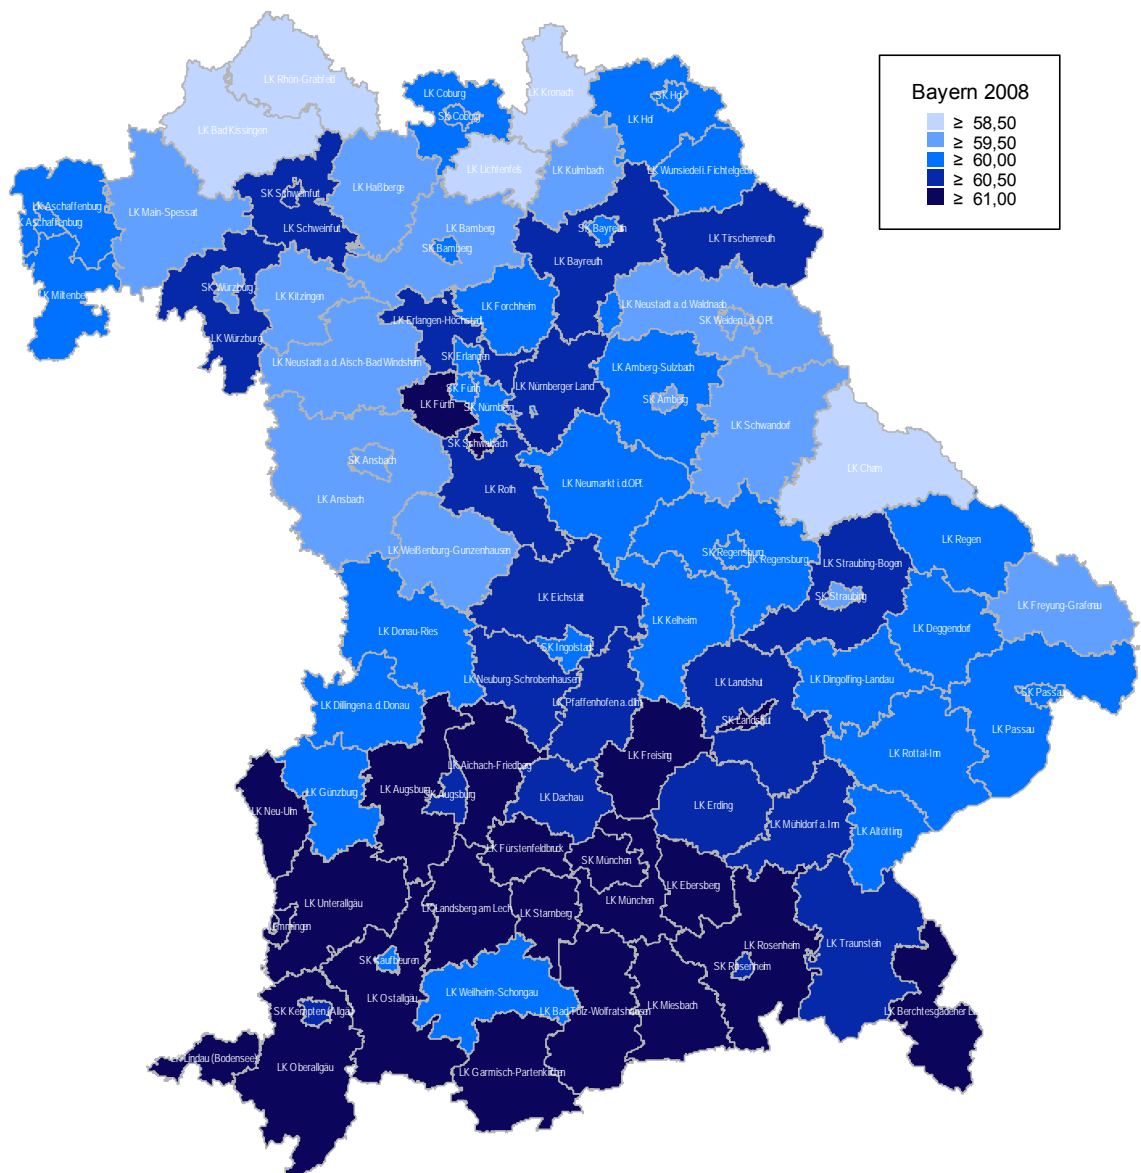 Bayern 2008
≥ 58,50
≥ 59,50
≥ 60,00
≥ 60,50
≥ 61,00
LK Rhön-Grabfeld
LK Bad Kissingen
LK Coburg
SK Coburg
LK Kronach
SK Hof
LK Hof
LK Lichtenfels
LK Kulmbach
LK Wunsiedel i. Fichtelgebirge
SK Schweinfurt
LK Haßberge
LK Aschaffenburg
SK Aschaffenburg
LK Main-Spessart
LK Schweinfurt
LK Bamberg
SK Bamberg
SK Bayreuth
LK Bayreuth
LK Tirschenreuth
LK Miltenberg
SK Würzburg
LK Kitzingen
LK Forchheim
LK Neustadt a.d. Waldnaab
SK Weiden i.d.OPf.
LK Erlangen-Höchstadt
LK Würzburg
LK Neustadt a.d. Aisch-Bad Windsheim
SK Erlangen
LK Amberg-Sulzbach
SK Fürth
LK Nürnberger Land
LK Fürth
SK Nürnberg
SK Amberg
LK Schwandorf
SK Schwabach
SK Ansbach
LK Cham
LK Ansbach
LK Roth
LK Neumarkt i.d.OPf.
LK Weißenburg-Gunzenhausen
SK Regensburg
LK Regensburg
LK Straubing-Bogen
LK Regen
LK Eichstätt
SK Straubing
LK Freyung-Grafenau
LK Donau-Ries
LK Kelheim
LK Deggendorf
SK Ingolstadt
LK Neuburg-Schrobenhausen
LK Landshut
LK Dingolfing-Landau
SK Passau
LK Dillingen a.d. Donau
LK Pfaffenhofen a.d.Ilm
SK Landshut
LK Passau
LK Freising
LK Rottal-Inn
LK Aichach-Friedberg
LK Günzburg
LK Augsburg
SK Augsburg
LK Dachau
LK Erding
LK Neu-Ulm
LK Mühldorf a. Inn
LK Altötting
LK Fürstenfeldbruck
SK München
LK Ebersberg
LK Unterallgäu
LK Landsberg am Lech
LK Starnberg
LK München
SK Memmingen
LK Rosenheim
LK Traunstein
SK Kaufbeuren
SK Rosenheim
LK Weilheim-Schongau
LK Ostallgäu
SK Kempten (Allgäu)
LK Bad Tölz-Wolfratshausen
LK Miesbach
LK Berchtesgadener L
LK Lindau (Bodensee)
LK Oberallgäu
LK Garmisch-Partenkirchen